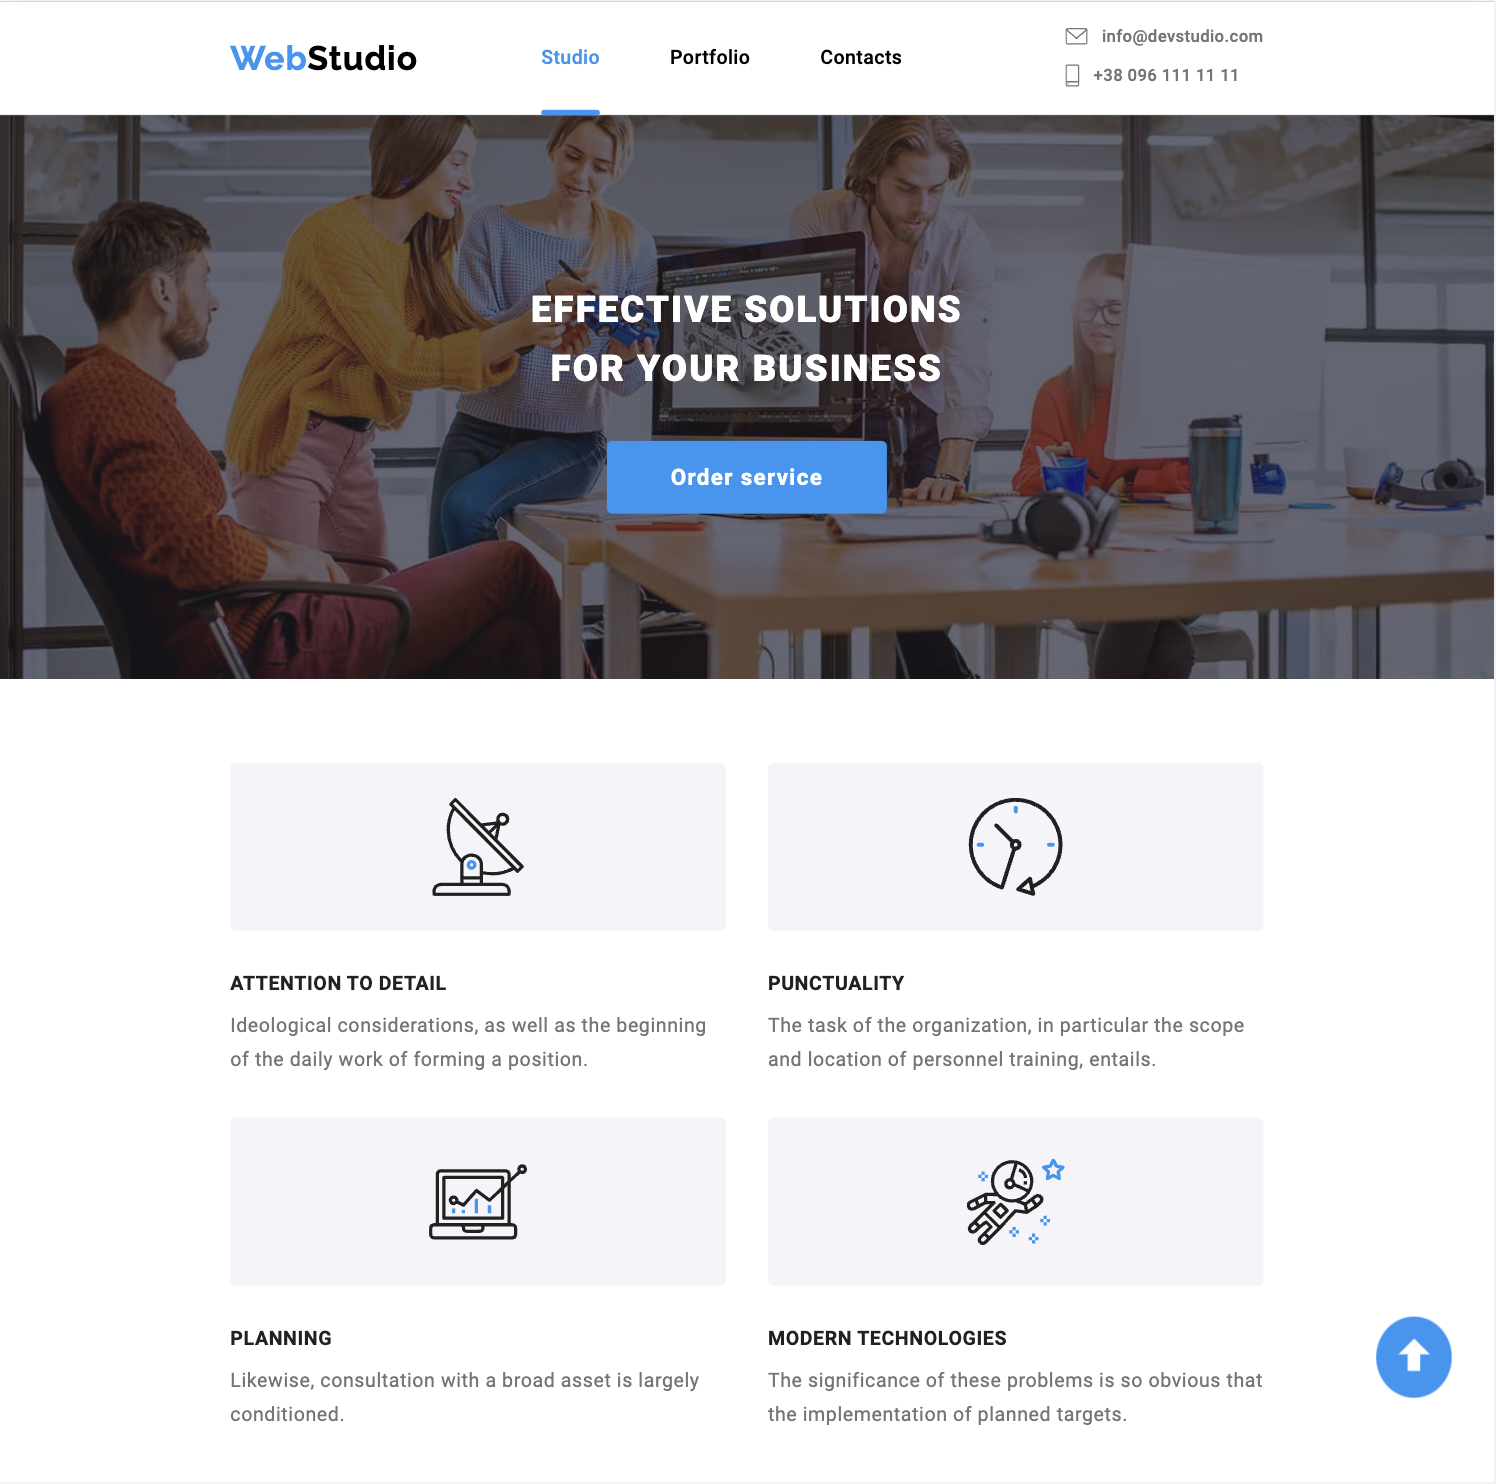 WebStudio
Studio
Portfolio
Contacts
info@devstudio.com
+38 096 111 11 11
EFFECTIVE SOLUTIONS
FOR YOUR BUSINESS
Order service
ATTENTION TO DETAIL
Ideological considerations, as well as the beginning
of the daily work of forming a position.
PUNCTUALITY
The task of the organization, in particular the scope
and location of personnel training, entails.
PLANNING
Likewise, consultation with a broad asset is largely
conditioned.
MODERN TECHNOLOGIES
The significance of these problems is so obvious that
the implementation of planned targets.